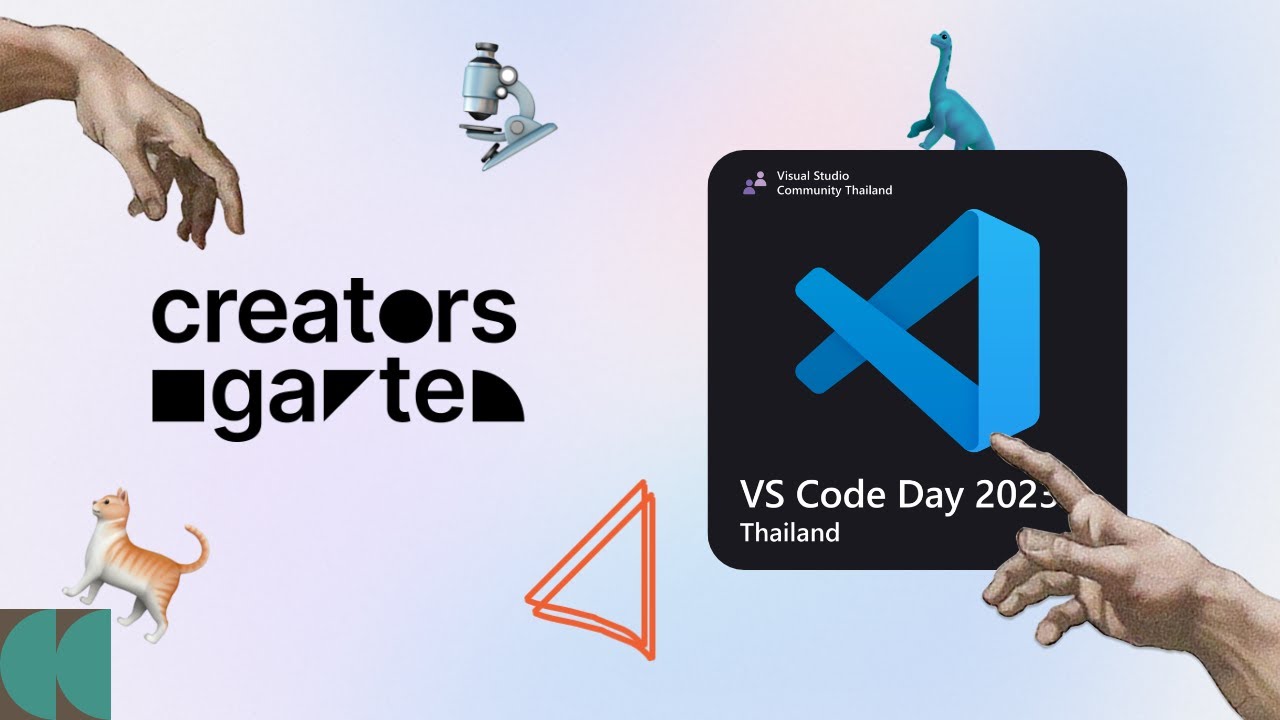 creators
garten
Visual Studio
Community Thailand
VS Code Day 2023
Thailand